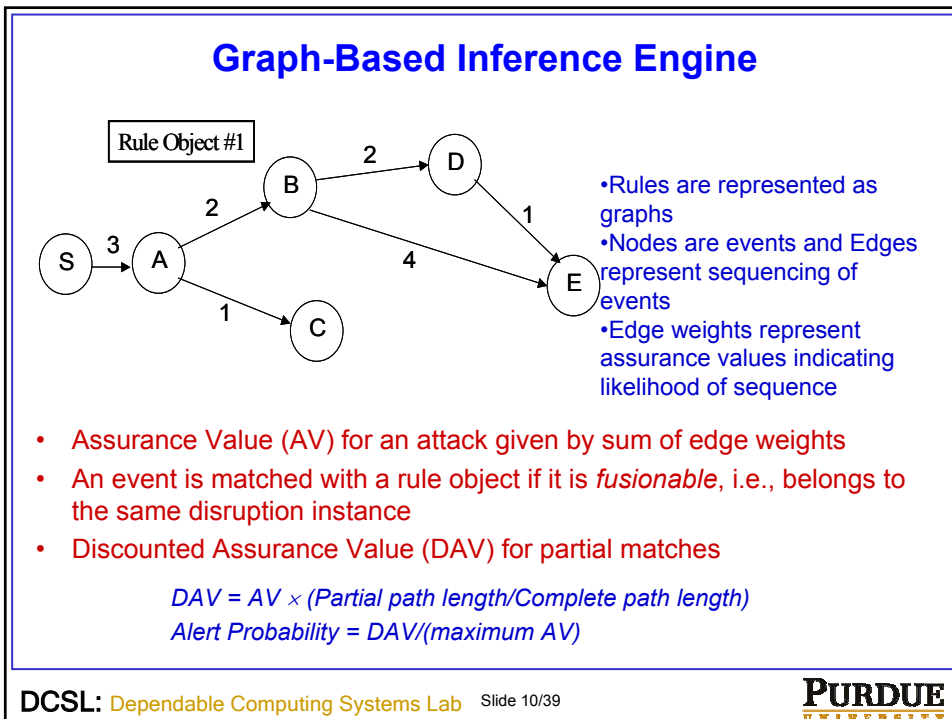 Graph-Based Inference Engine
Rule Object #1
S
3
A
2
B
2
D
1
4
E
1
C
•Rules are represented as
graphs
•Nodes are events and Edges
represent sequencing of
events
•Edge weights represent
assurance values indicating
likelihood of sequence
• Assurance Value (AV) for an attack given by sum of edge weights
• An event is matched with a rule object if it is fusionable, i.e., belongs to
the same disruption instance
• Discounted Assurance Value (DAV) for partial matches
DAV = AV × (Partial path length/Complete path length)
Alert Probability = DAV/(maximum AV)
DCSL: Dependable Computing Systems Lab Slide 10/39
PURDUE
UNIVERSITY